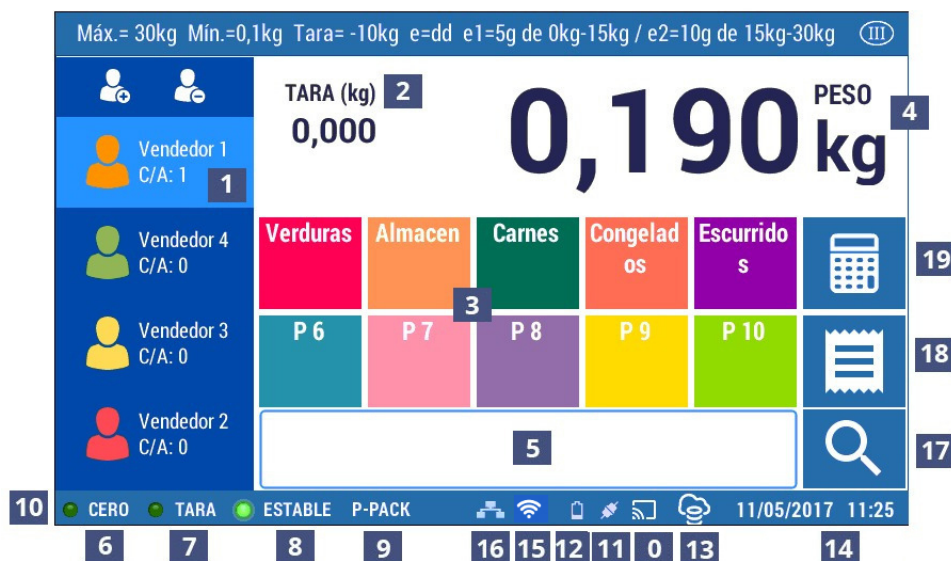 Máx.= 30kg Mín.=0,1kg Tara= -10kg e=dd e1=5g de 0kg-15kg / e2=10g de 15kg-30kg III
TARA (kg) 2
0,000
0,190 kg
PESO
4
Vendedor 1
C/A: 1
1
Vendedor 4
C/A: 0
Vendedor 3
C/A: 0
Vendedor 2
C/A: 0
Verduras Almacen Carnes Congelad
os Escurrido
s
3
P 6 P 7 P 8 P 9 P 10
5
19
18
17
10 CERO TARA ESTABLE P-PACK 11/05/2017 11:25
6 7 8 9 16 15 12 11 0 13 14